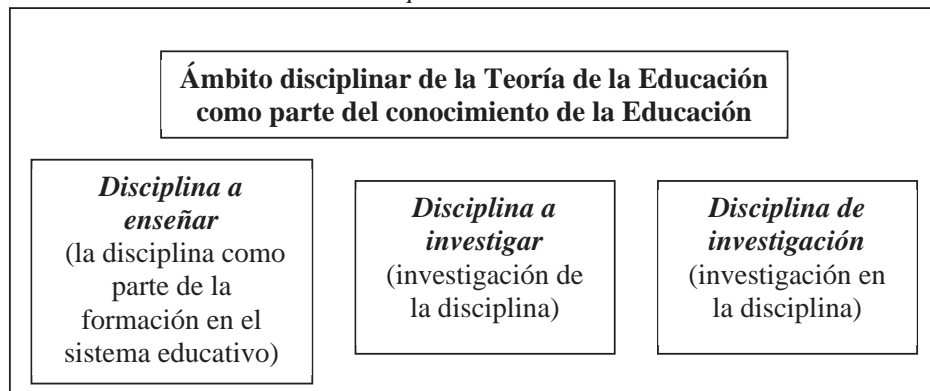 Ámbito disciplinar de la Teoría de la Educación
como parte del conocimiento de la Educación
Disciplina a
enseñar
(la disciplina como
parte de la
formación en el
sistema educativo)
Disciplina a
investigar
(investigación de
la disciplina)
Disciplina de
investigación
(investigación en
la disciplina)